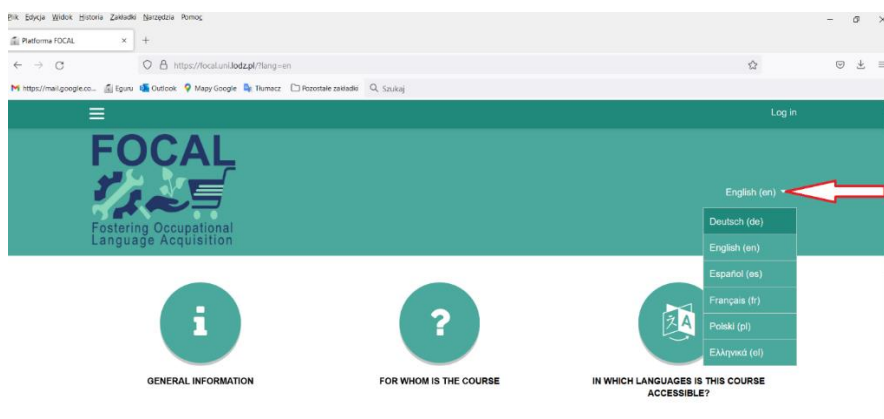 Plik Edycja Widok Historia Zakładki Narzędzia Pomoc
Platforma FOCAL × +
https://focal.uni.lodz.pl/?lang=en
https://mail.google.co... Eguru Outlook Mapy Google Tłumacz Pozostałe zakładki Szukaj
Log in
FOCAL
Fostering Occupational
Language Acquisition
English (en)
Deutsch (de)
English (en)
Español (es)
Français (fr)
Polski (pl)
Ελληνικά (el)
GENERAL INFORMATION
FOR WHOM IS THE COURSE
IN WHICH LANGUAGES IS THIS COURSE
ACCESSIBLE?